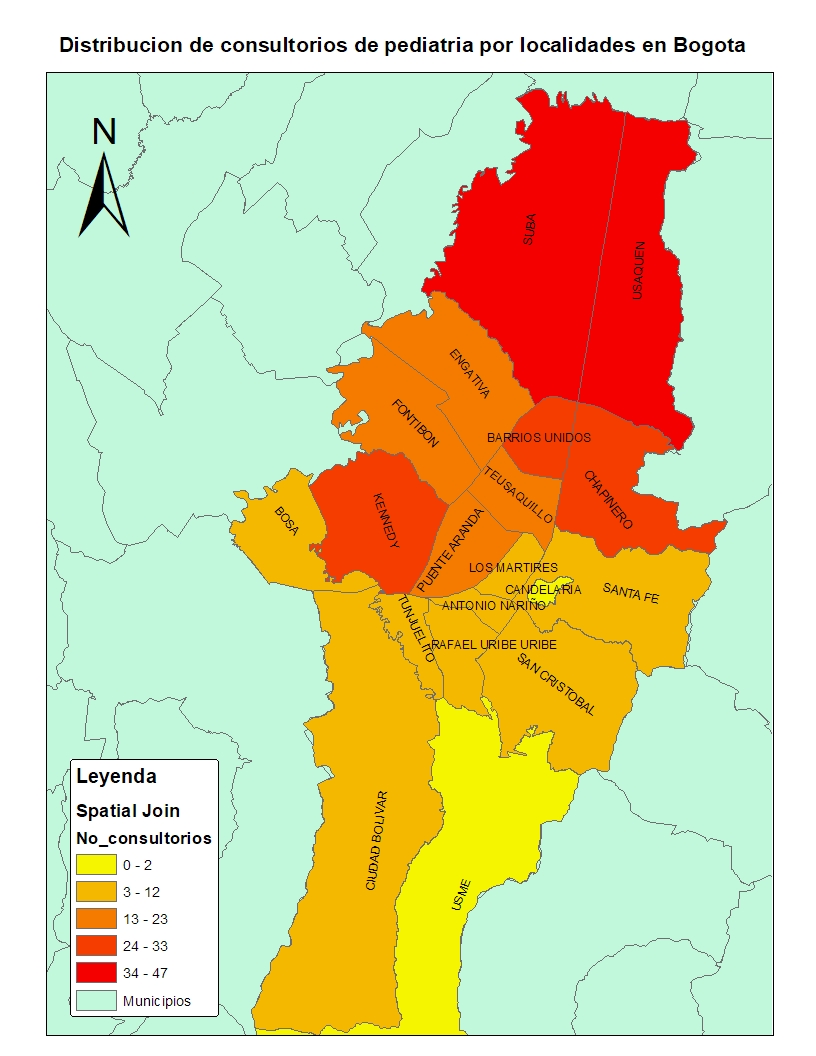 Distribucion de consultorios de pediatria por localidades en Bogota
N
SUBA
USAQUEN
ENGATIVA
FONTIBON
BARRIOS UNIDOS
TEUSAQUILLO
CHAPINERO
KENNEDY
BOSA
PUENTE ARANDA
LOS MARTIRES
CANDELARIA
SANTA FE
ANTONIO NARINO
TUNJUELITO
RAFAEL URIBE URIBE
SAN CRISTOBAL
CIUDAD BOLIVAR
USME
Leyenda
Spatial Join
No_consultorios
0 - 2
3 - 12
13 - 23
24 - 33
34 - 47
Municipios